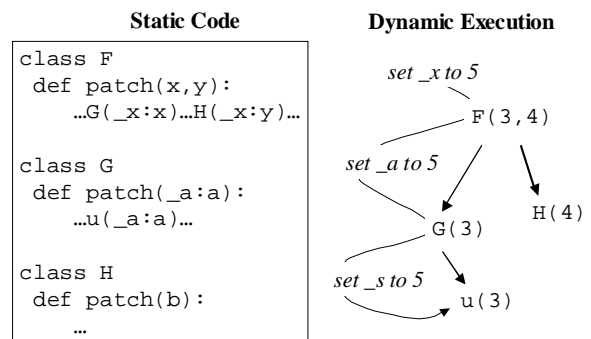 Static Code
class F
def patch(x,y):
…G(_x:x)…H(_x:y)…
class G
def patch(_a:a):
…u(_a:a)…
class H
def patch(b):
…
Dynamic Execution
set _x to 5
F(3,4)
set _a to 5
H(4)
G(3)
set _s to 5
u(3)